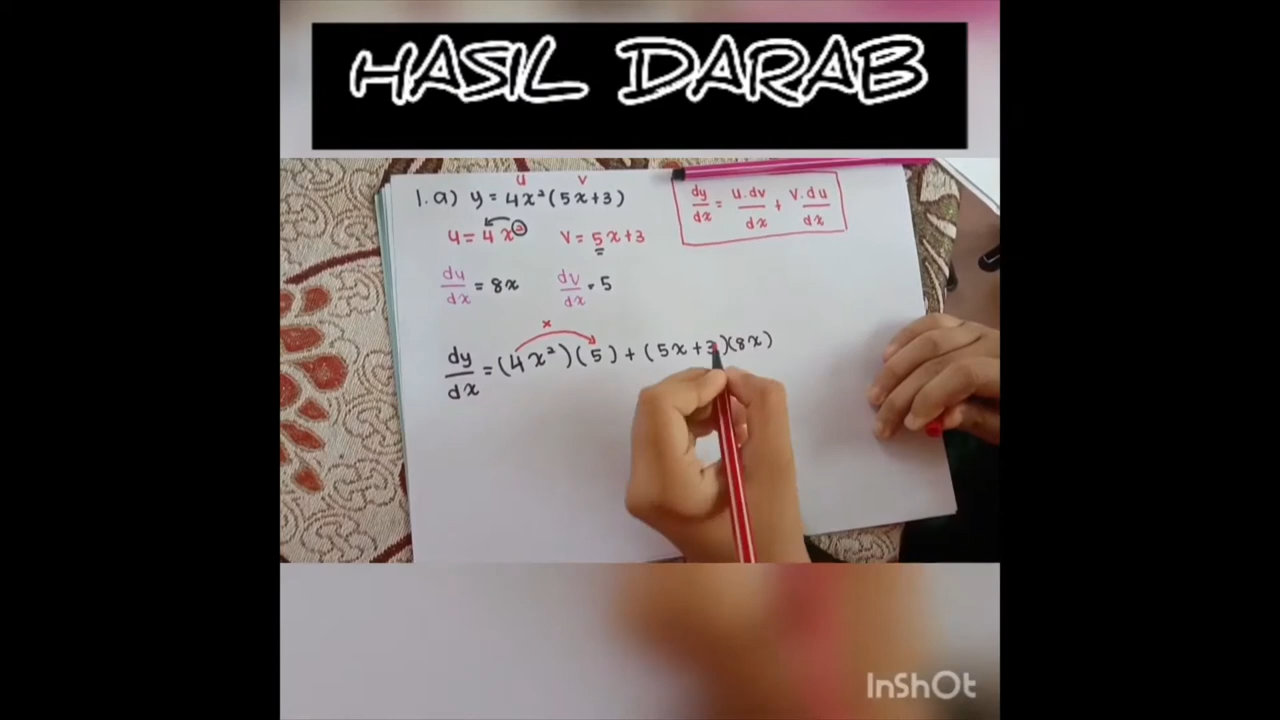 HASIL DARAB
u v
1.a) y = 4x²(5x+3)
dy/dx = u.dv/dx + v.du/dx
u = 4x² v = 5x+3
du/dx = 8x dv/dx = 5
x
dy/dx = (4x²)(5) + (5x+3)(8x)
InShOt